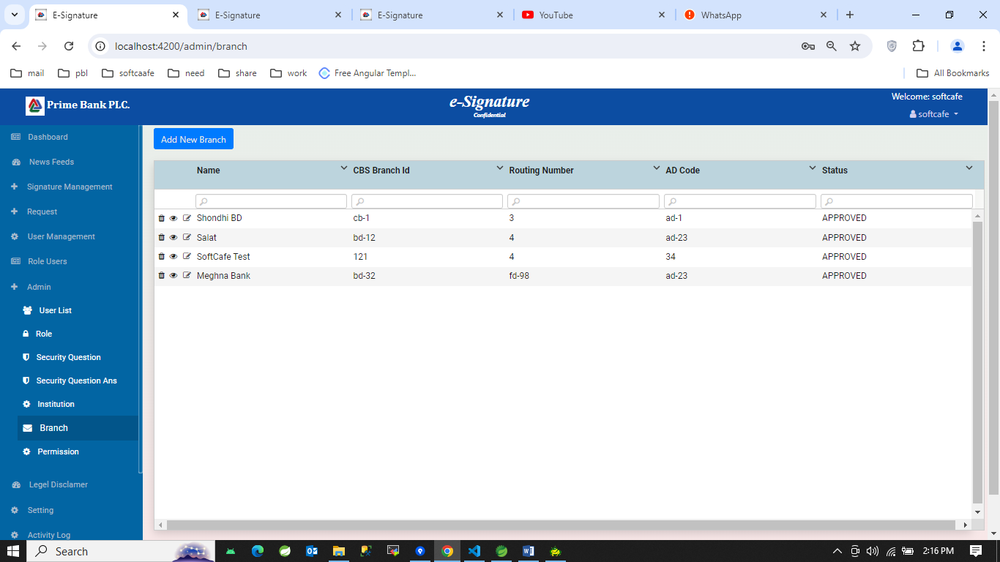 E-Signature
E-Signature
E-Signature
YouTube
WhatsApp
localhost:4200/admin/branch
mail
pbl
softcaafe
need
share
work
Free Angular Templ...
All Bookmarks
Prime Bank PLC.
e-Signature
Confidential
Welcome: softcafe
softcafe
Dashboard
News Feeds
Signature Management
Request
User Management
Role Users
Admin
User List
Role
Security Question
Security Question Ans
Institution
Branch
Permission
Legel Disclamer
Setting
Activity Log
Add New Branch
Name CBS Branch Id Routing Number AD Code Status
Shondhi BD cb-1 3 ad-1 APPROVED
Salat bd-12 4 ad-23 APPROVED
SoftCafe Test 121 4 34 APPROVED
Meghna Bank bd-32 fd-98 ad-23 APPROVED
Search
2:16 PM